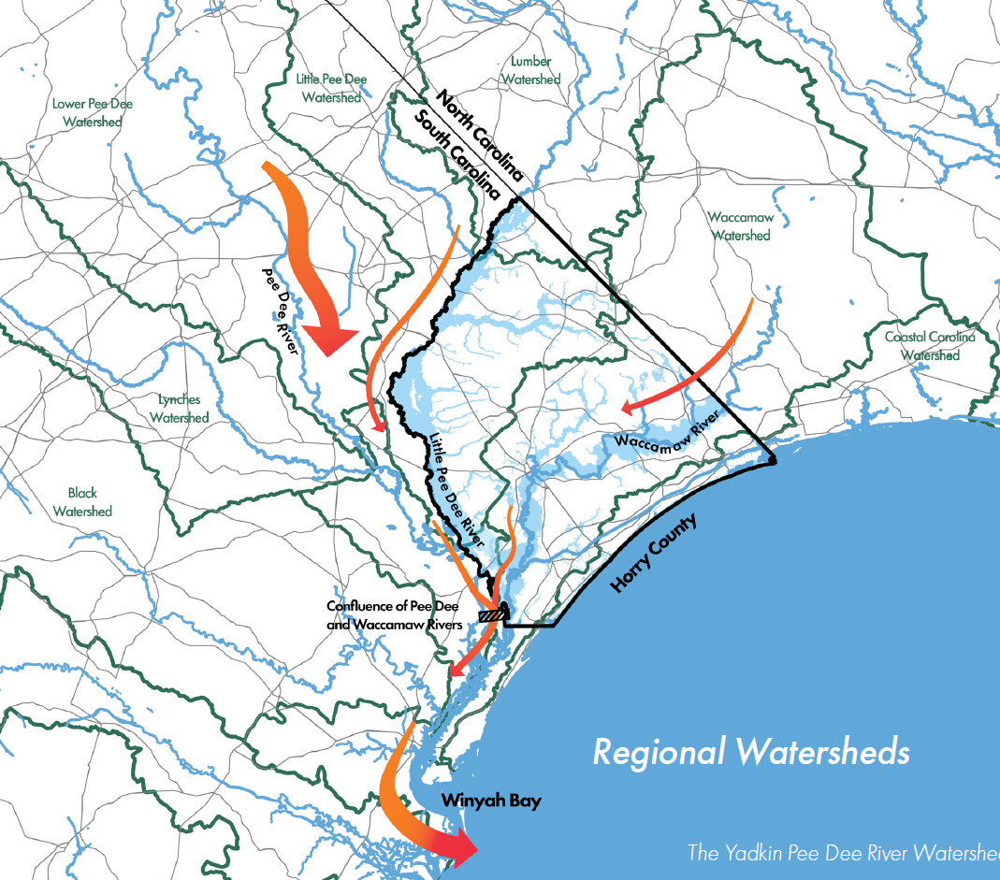 Lumber
Watershed
Little Pee Dee
Watershed
Lower Pee Dee
Watershed
North Carolina
South Carolina
Waccamaw
Watershed
Pee Dee River
Coastal Carolina
Watershed
Lynches
Watershed
Waccamaw River
Little Pee Dee River
Black
Watershed
Horry County
Confluence of Pee Dee
and Waccamaw Rivers
Regional Watersheds
Winyah Bay
The Yadkin Pee Dee River Watershe